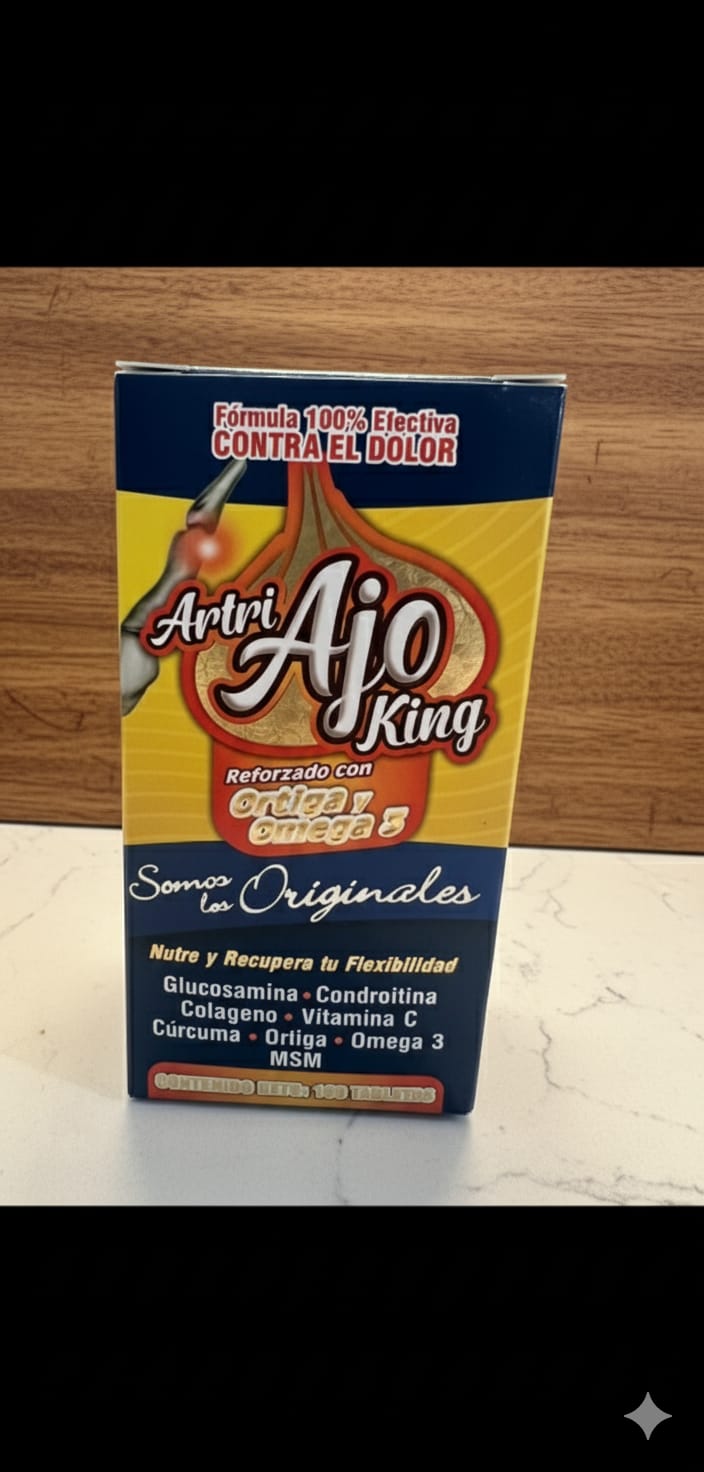 Fórmula 100% Efectiva
CONTRA EL DOLOR
Artri Ajo King
Reforzado con
Ortiga y
omega 3
Somos
los Originales
Nutre y Recupera tu Flexibilidad
Glucosamina • Condroitina
Colageno • Vitamina C
Cúrcuma • Ortiga • Omega 3
MSM
CONTENIDO NETO: 100 TABLETAS